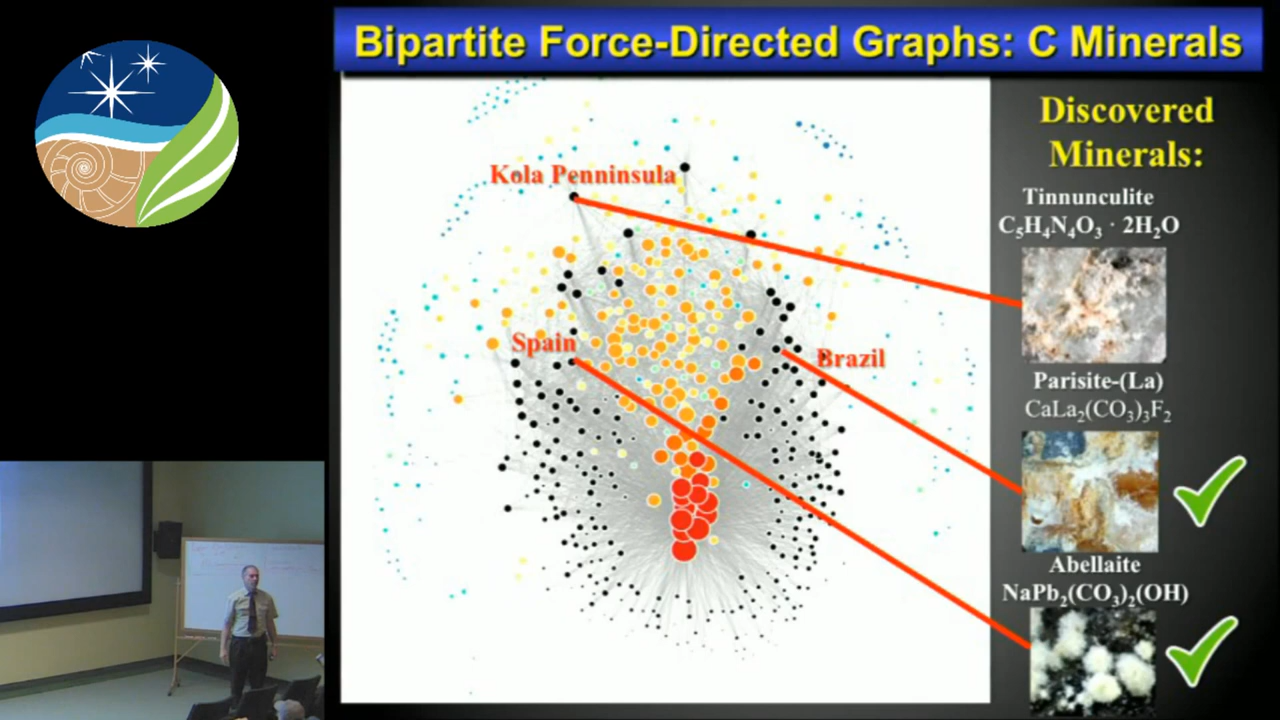 Bipartite Force-Directed Graphs: C Minerals
Discovered
Minerals:
Kola Penninsula
Tinnunculite
C₅H₄N₄O₃ · 2H₂O
Spain
Brazil
Parisite-(La)
CaLa₂(CO₃)₃F₂
Abellaite
NaPb₂(CO₃)₂(OH)